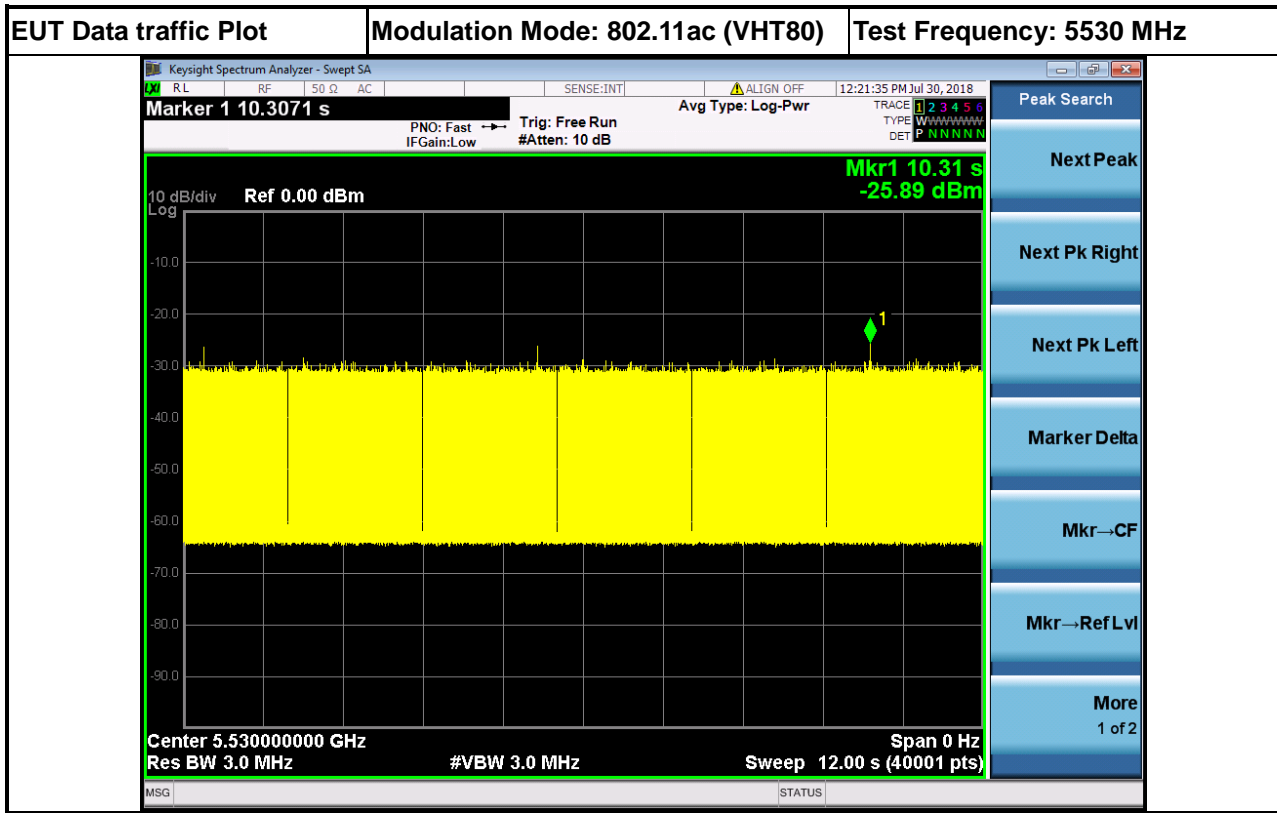 EUT Data traffic Plot Modulation Mode: 802.11ac (VHT80) Test Frequency: 5530 MHz
Keysight Spectrum Analyzer - Swept SA
LXI RL RF 50 Ω AC SENSE:INT ALIGN OFF 12:21:35 PM Jul 30, 2018
Marker 1 10.3071 s
PNO: Fast
IFGain:Low
Trig: Free Run
#Atten: 10 dB
Avg Type: Log-Pwr
TRACE 1 2 3 4 5 6
TYPE WWWWWW
DET P N N N N N
Mkr1 10.31 s
-25.89 dBm
10 dB/div Ref 0.00 dBm
Log
-10.0
-20.0
-30.0
-40.0
-50.0
-60.0
-70.0
-80.0
-90.0
1
Center 5.530000000 GHz Span 0 Hz
Res BW 3.0 MHz #VBW 3.0 MHz Sweep 12.00 s (40001 pts)
MSG STATUS
Peak Search
Next Peak
Next Pk Right
Next Pk Left
Marker Delta
Mkr→CF
Mkr→Ref Lvl
More
1 of 2